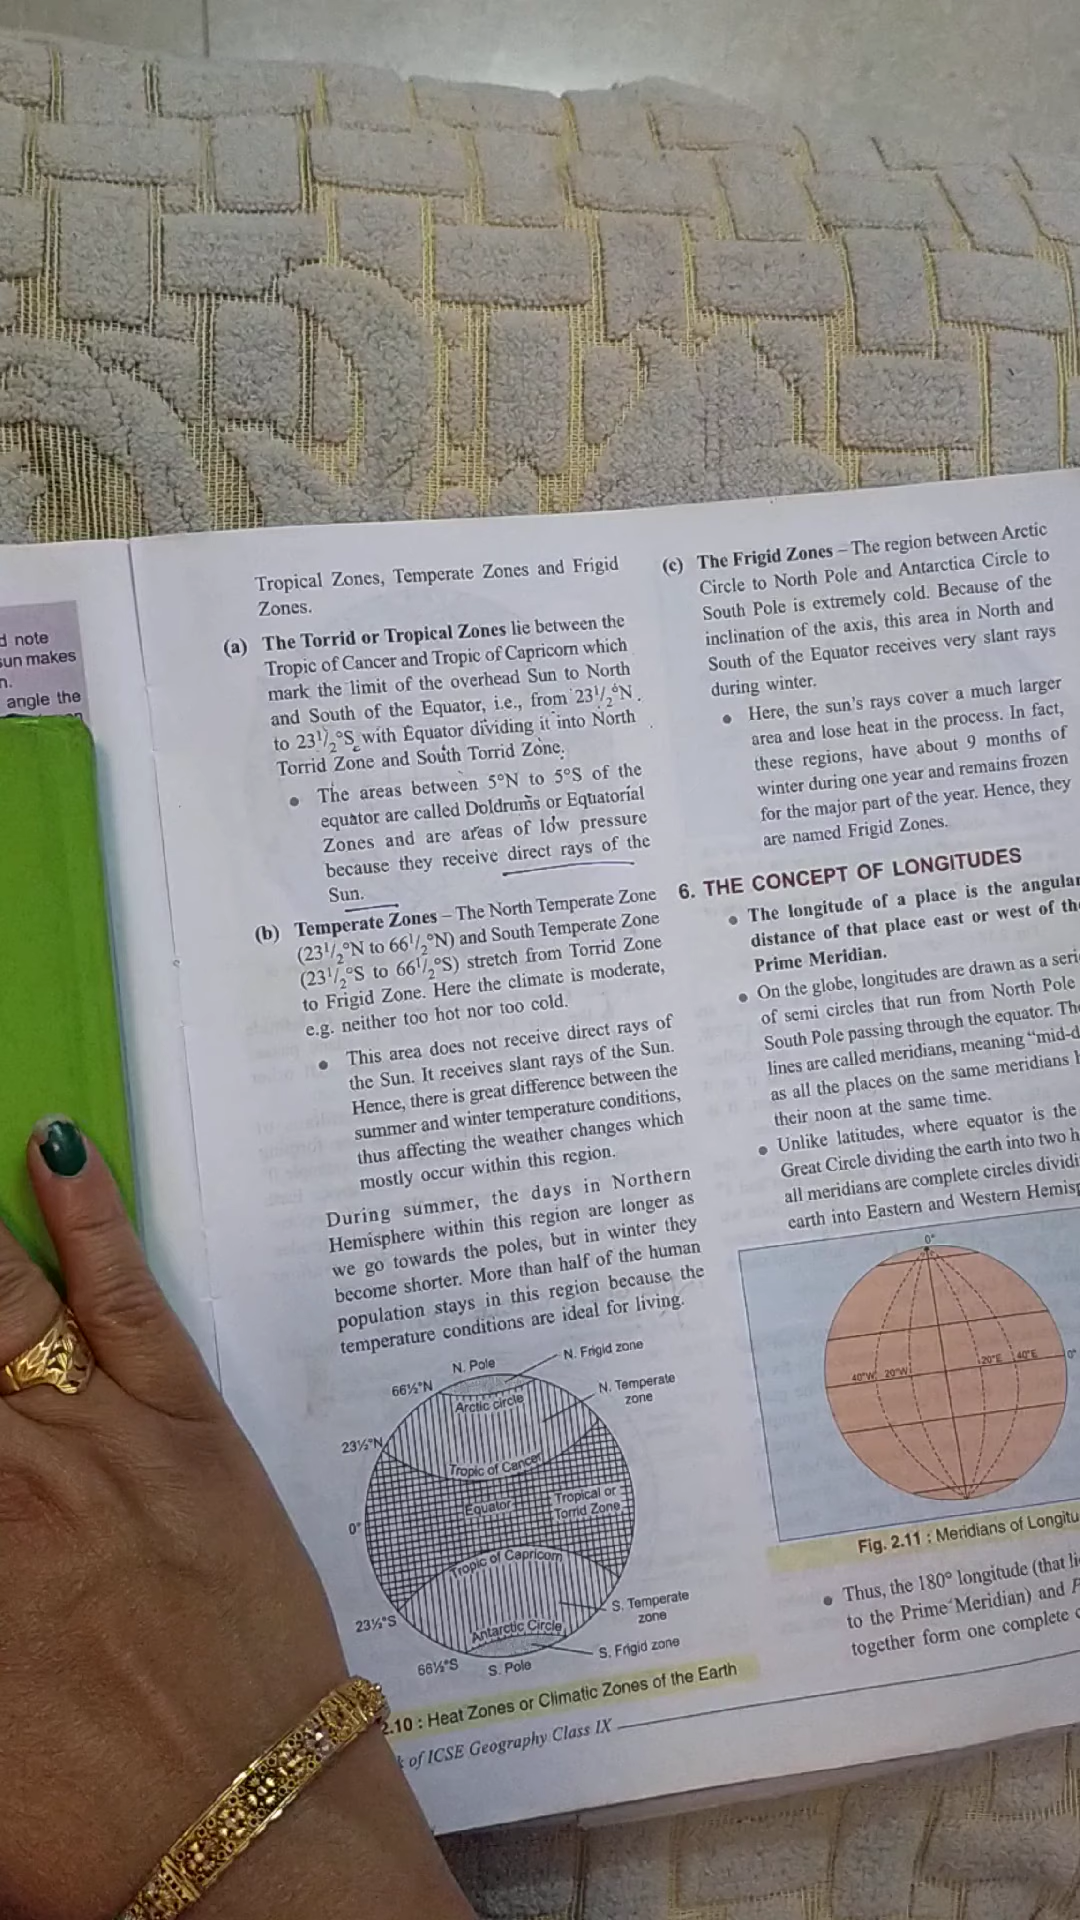 d note
sun makes
n.
angle the
Tropical Zones, Temperate Zones and Frigid
Zones.
(a) The Torrid or Tropical Zones lie between the
Tropic of Cancer and Tropic of Capricorn which
mark the limit of the overhead Sun to North
and South of the Equator, i.e., from 23½°N
to 23½°S with Equator dividing it into North
Torrid Zone and South Torrid Zone.
• The areas between 5°N to 5°S of the
equator are called Doldrums or Equatorial
Zones and are areas of low pressure
because they receive direct rays of the
Sun.
(b) Temperate Zones – The North Temperate Zone
(23½°N to 66½°N) and South Temperate Zone
(23½°S to 66½°S) stretch from Torrid Zone
to Frigid Zone. Here the climate is moderate,
e.g. neither too hot nor too cold.
• This area does not receive direct rays of
the Sun. It receives slant rays of the Sun.
Hence, there is great difference between the
summer and winter temperature conditions,
thus affecting the weather changes which
mostly occur within this region.
During summer, the days in Northern
Hemisphere within this region are longer as
we go towards the poles, but in winter they
become shorter. More than half of the human
population stays in this region because the
temperature conditions are ideal for living.
N. Pole
N. Frigid zone
66½°N
Arctic circle
N. Temperate
zone
23½°N
Tropic of Cancer
Equator
Tropical or
Torrid Zone
0°
Tropic of Capricorn
23½°S
S. Temperate
zone
Antarctic Circle
S. Frigid zone
66½°S
S. Pole
2.10 : Heat Zones or Climatic Zones of the Earth
of ICSE Geography Class IX
(c) The Frigid Zones – The region between Arctic
Circle to North Pole and Antarctica Circle to
South Pole is extremely cold. Because of the
inclination of the axis, this area in North and
South of the Equator receives very slant rays
during winter.
• Here, the sun's rays cover a much larger
area and lose heat in the process. In fact,
these regions, have about 9 months of
winter during one year and remains frozen
for the major part of the year. Hence, they
are named Frigid Zones.
6. THE CONCEPT OF LONGITUDES
• The longitude of a place is the angular
distance of that place east or west of the
Prime Meridian.
• On the globe, longitudes are drawn as a seri
of semi circles that run from North Pole
South Pole passing through the equator. The
lines are called meridians, meaning "mid-d
as all the places on the same meridians h
their noon at the same time.
• Unlike latitudes, where equator is the
Great Circle dividing the earth into two h
all meridians are complete circles dividi
earth into Eastern and Western Hemisp
0°
40°W 20°W 20°E 40°E 0°
Fig. 2.11 : Meridians of Longitu
• Thus, the 180° longitude (that li
to the Prime Meridian) and P
together form one complete c